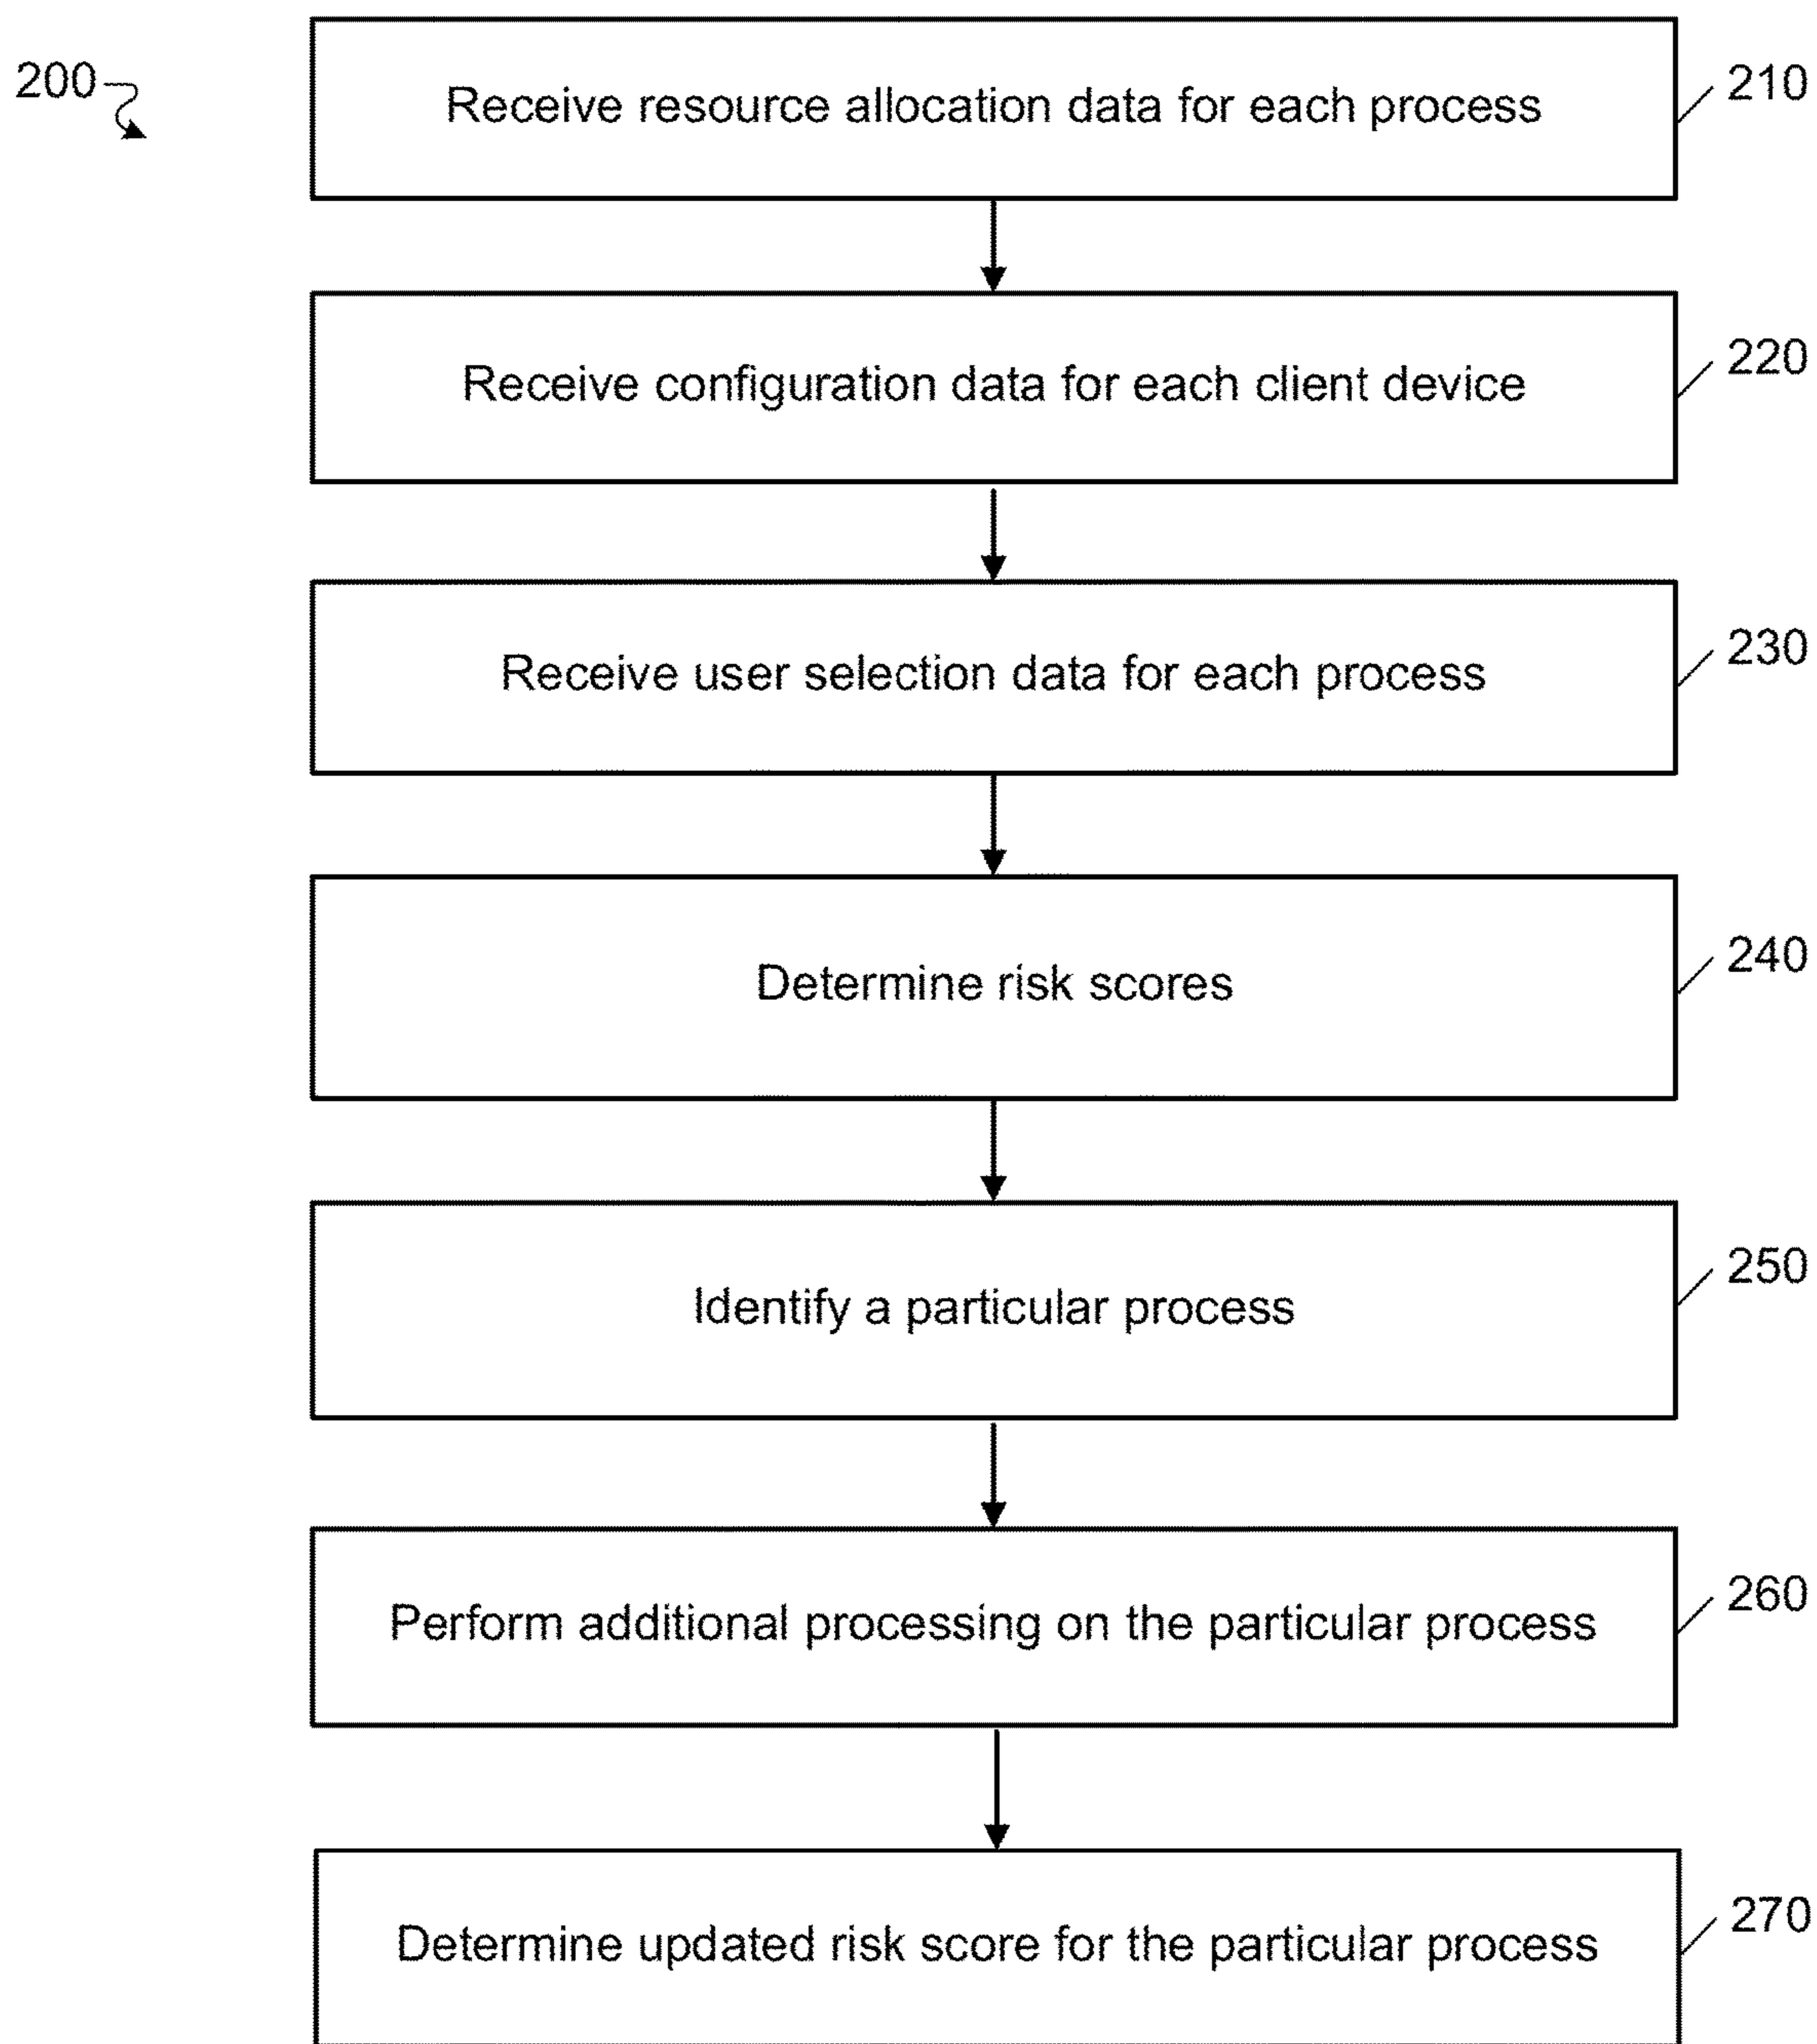 200
Receive resource allocation data for each process
210
Receive configuration data for each client device
220
Receive user selection data for each process
230
Determine risk scores
240
Identify a particular process
250
Perform additional processing on the particular process
260
Determine updated risk score for the particular process
270